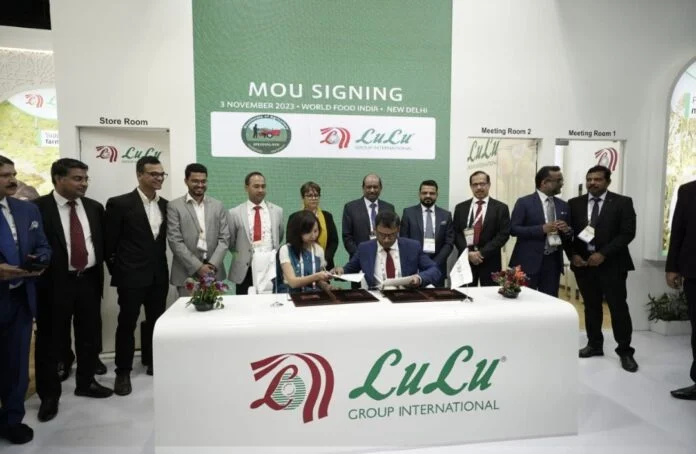 MOU SIGNING
3 NOVEMBER 2023 • WORLD FOOD INDIA • NEW DELHI
MEGHALAYA
LuLu
GROUP INTERNATIONAL
Store Room
LuLu
Meeting Room 2
LuLu
Meeting Room 1
LuLu®
GROUP INTERNATIONAL